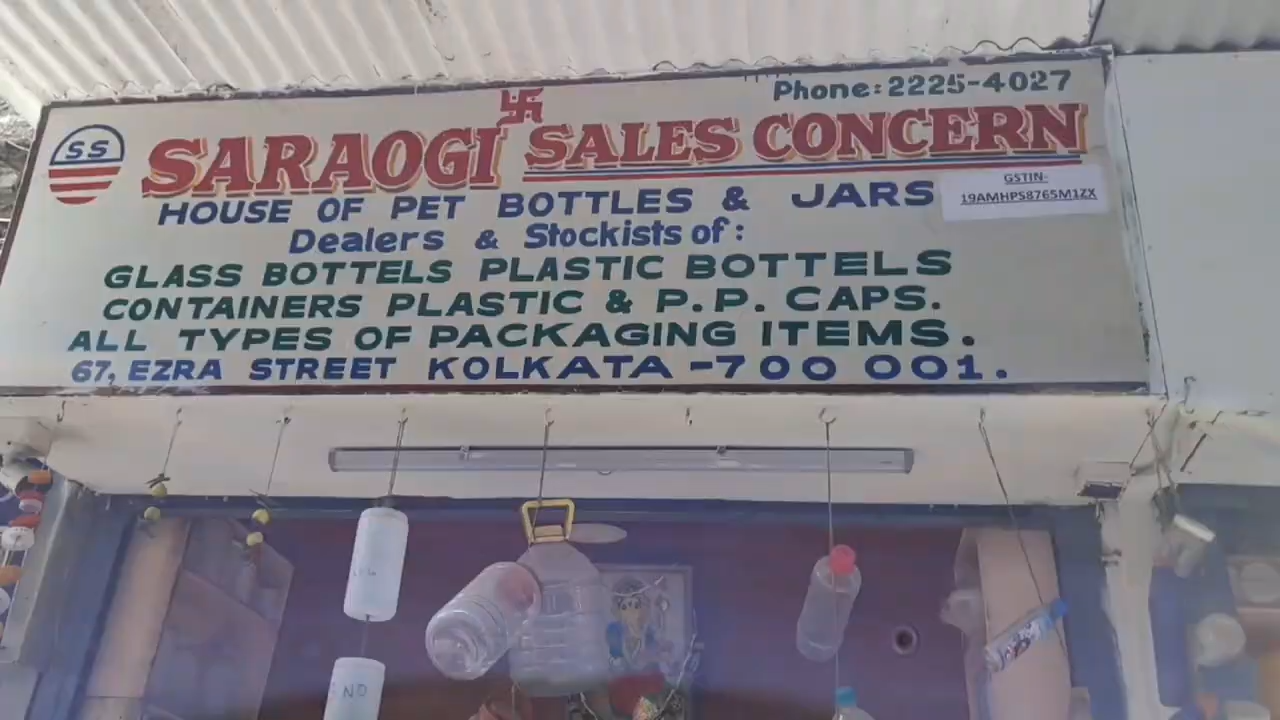 Phone: 2225-4027
SS
SARAOGI SALES CONCERN
GSTIN-
19AMHPS8765M1ZX
HOUSE OF PET BOTTLES & JARS
Dealers & Stockists of:
GLASS BOTTELS PLASTIC BOTTELS
CONTAINERS PLASTIC & P.P. CAPS.
ALL TYPES OF PACKAGING ITEMS.
67, EZRA STREET KOLKATA-700 001.